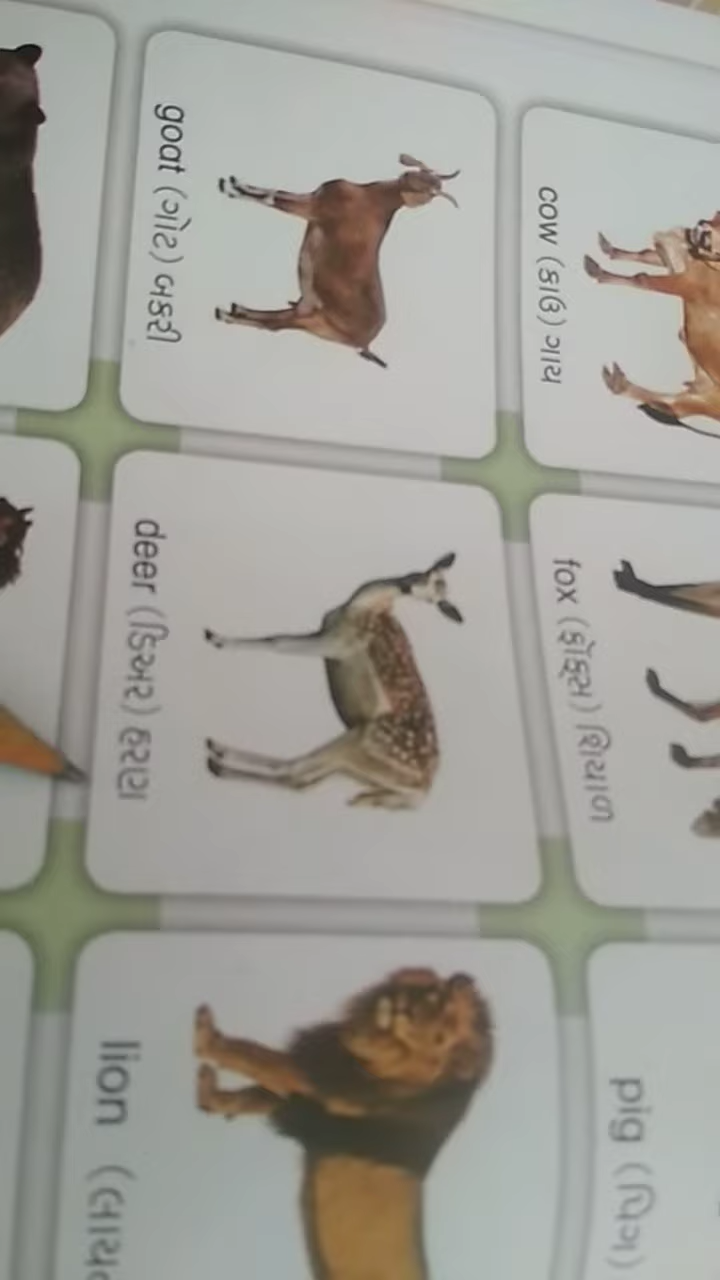 cow (કાઉ) ગાય
fox (ફોક્સ) શિયાળ
pig (પિગ)
goat (ગોટ) બકરી
deer (ડિઅર) હરણ
lion (લાય